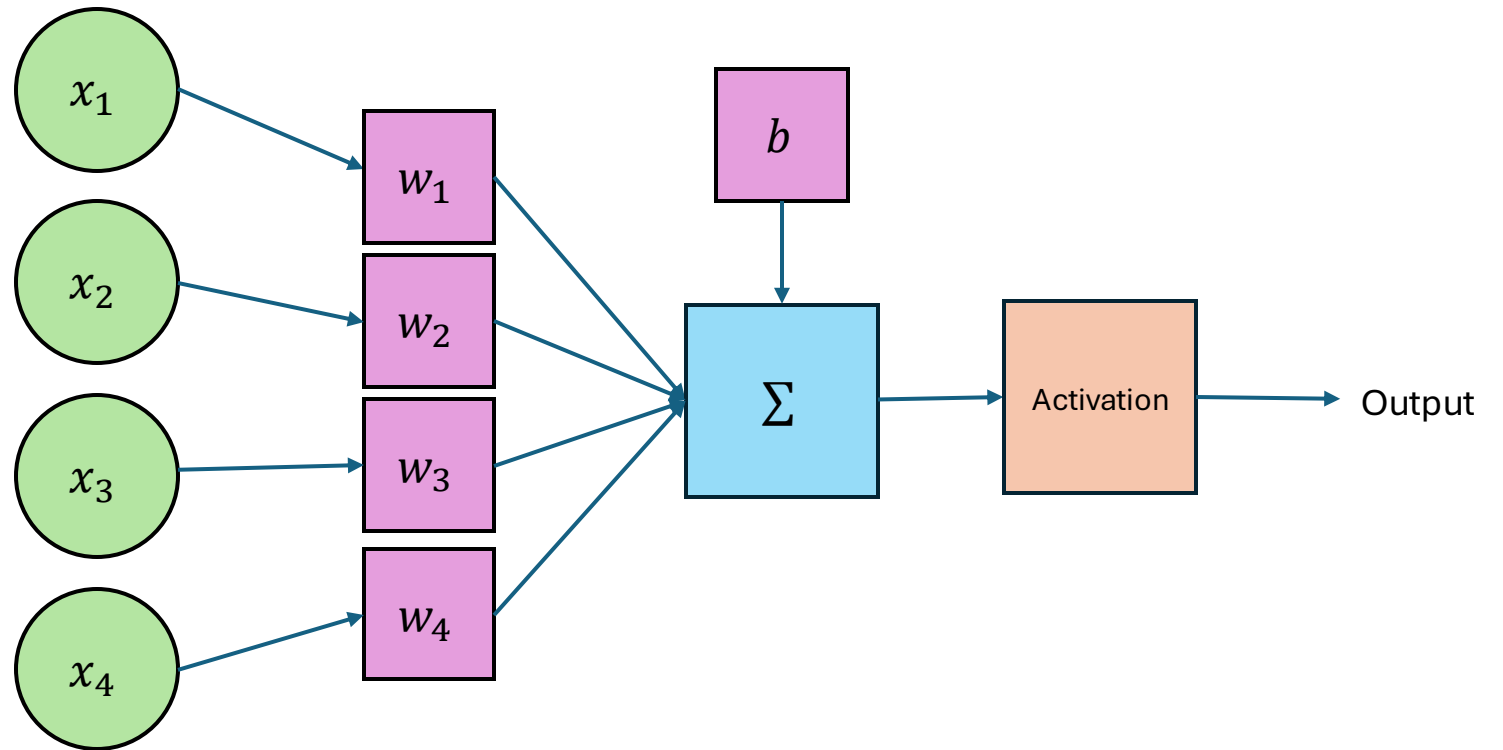 x₁
x₂
x₃
x₄
w₁
w₂
w₃
w₄
b
Σ
Activation
Output